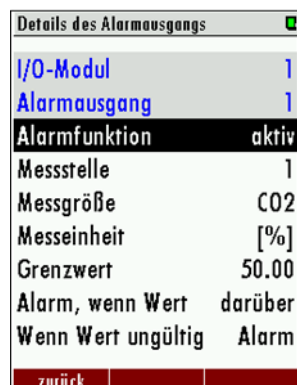 Details des Alarmausgangs
I/O-Modul 1
Alarmausgang 1
Alarmfunktion aktiv
Messstelle 1
Messgröße CO2
Messeinheit [%]
Grenzwert 50.00
Alarm, wenn Wert darüber
Wenn Wert ungültig Alarm
zurück